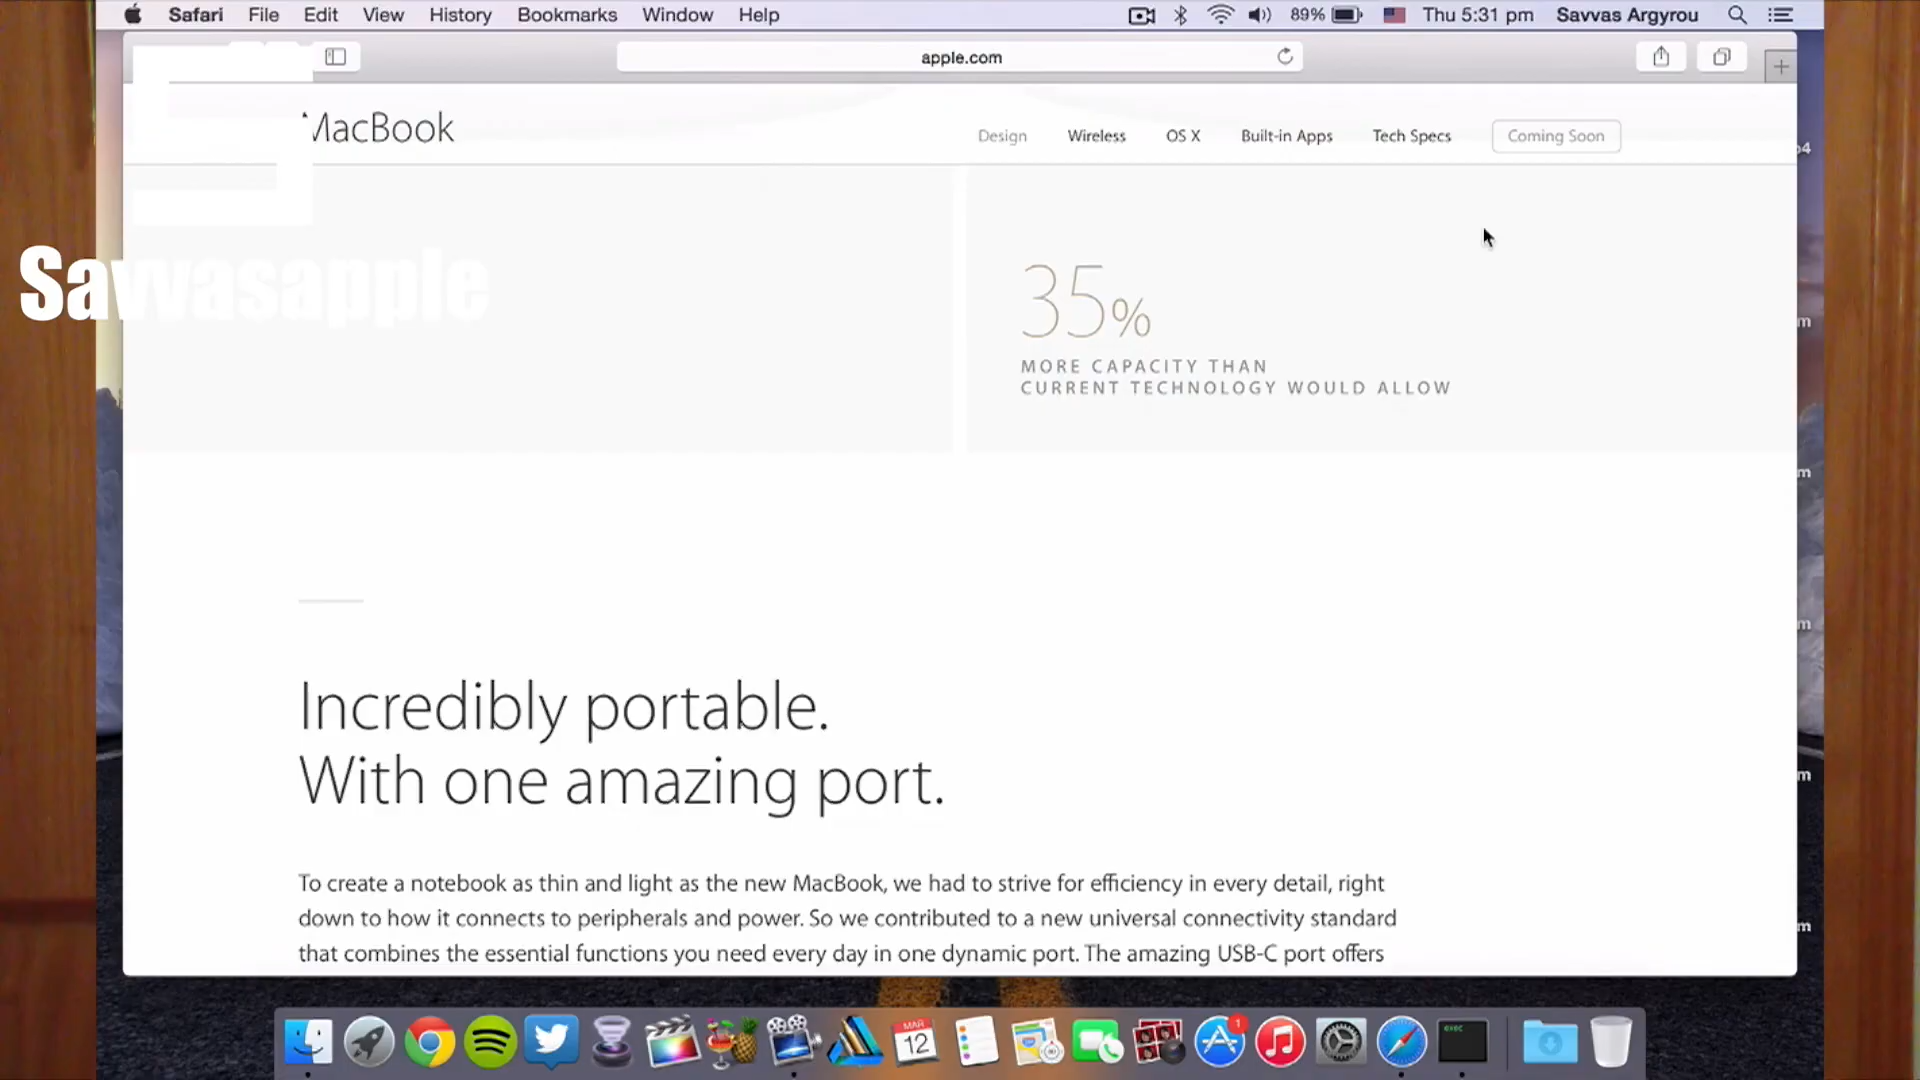 Safari File Edit View History Bookmarks Window Help 89% Thu 5:31 pm Savvas Argyrou
apple.com
MacBook Design Wireless OS X Built-in Apps Tech Specs Coming Soon
p4
Savvasapple
35%
m
MORE CAPACITY THAN
CURRENT TECHNOLOGY WOULD ALLOW
m
m
Incredibly portable.
With one amazing port.
m
To create a notebook as thin and light as the new MacBook, we had to strive for efficiency in every detail, right
down to how it connects to peripherals and power. So we contributed to a new universal connectivity standard
m
that combines the essential functions you need every day in one dynamic port. The amazing USB-C port offers
MAR
12
exec
1